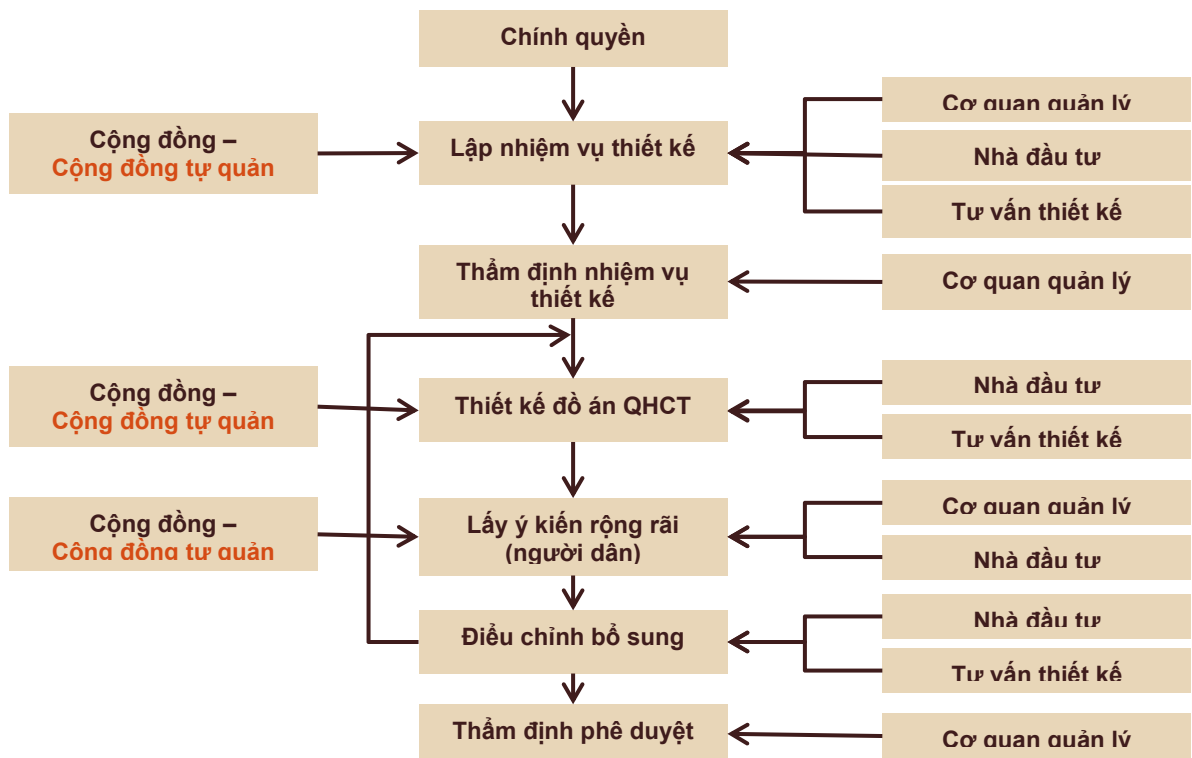 Chính quyền
Cộng đồng –
Cộng đồng tự quản
Lập nhiệm vụ thiết kế
Cơ quan quản lý
Nhà đầu tư
Tư vấn thiết kế
Thẩm định nhiệm vụ
thiết kế
Cơ quan quản lý
Cộng đồng –
Cộng đồng tự quản
Thiết kế đồ án QHCT
Nhà đầu tư
Tư vấn thiết kế
Cộng đồng –
Cộng đồng tự quản
Lấy ý kiến rộng rãi
(người dân)
Cơ quan quản lý
Nhà đầu tư
Điều chỉnh bổ sung
Nhà đầu tư
Tư vấn thiết kế
Thẩm định phê duyệt
Cơ quan quản lý